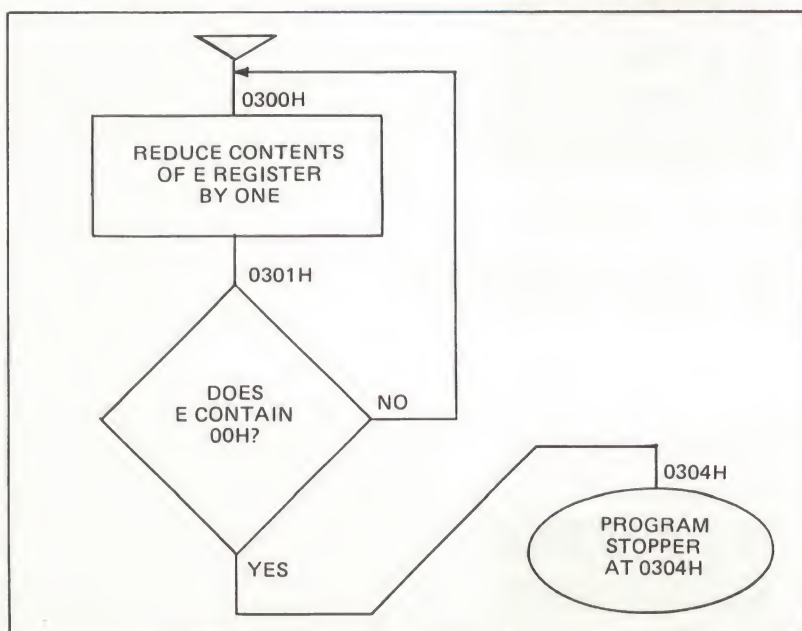 0300H
REDUCE CONTENTS
OF E REGISTER
BY ONE
0301H
DOES
E CONTAIN
00H?
NO
YES
0304H
PROGRAM
STOPPER
AT 0304H